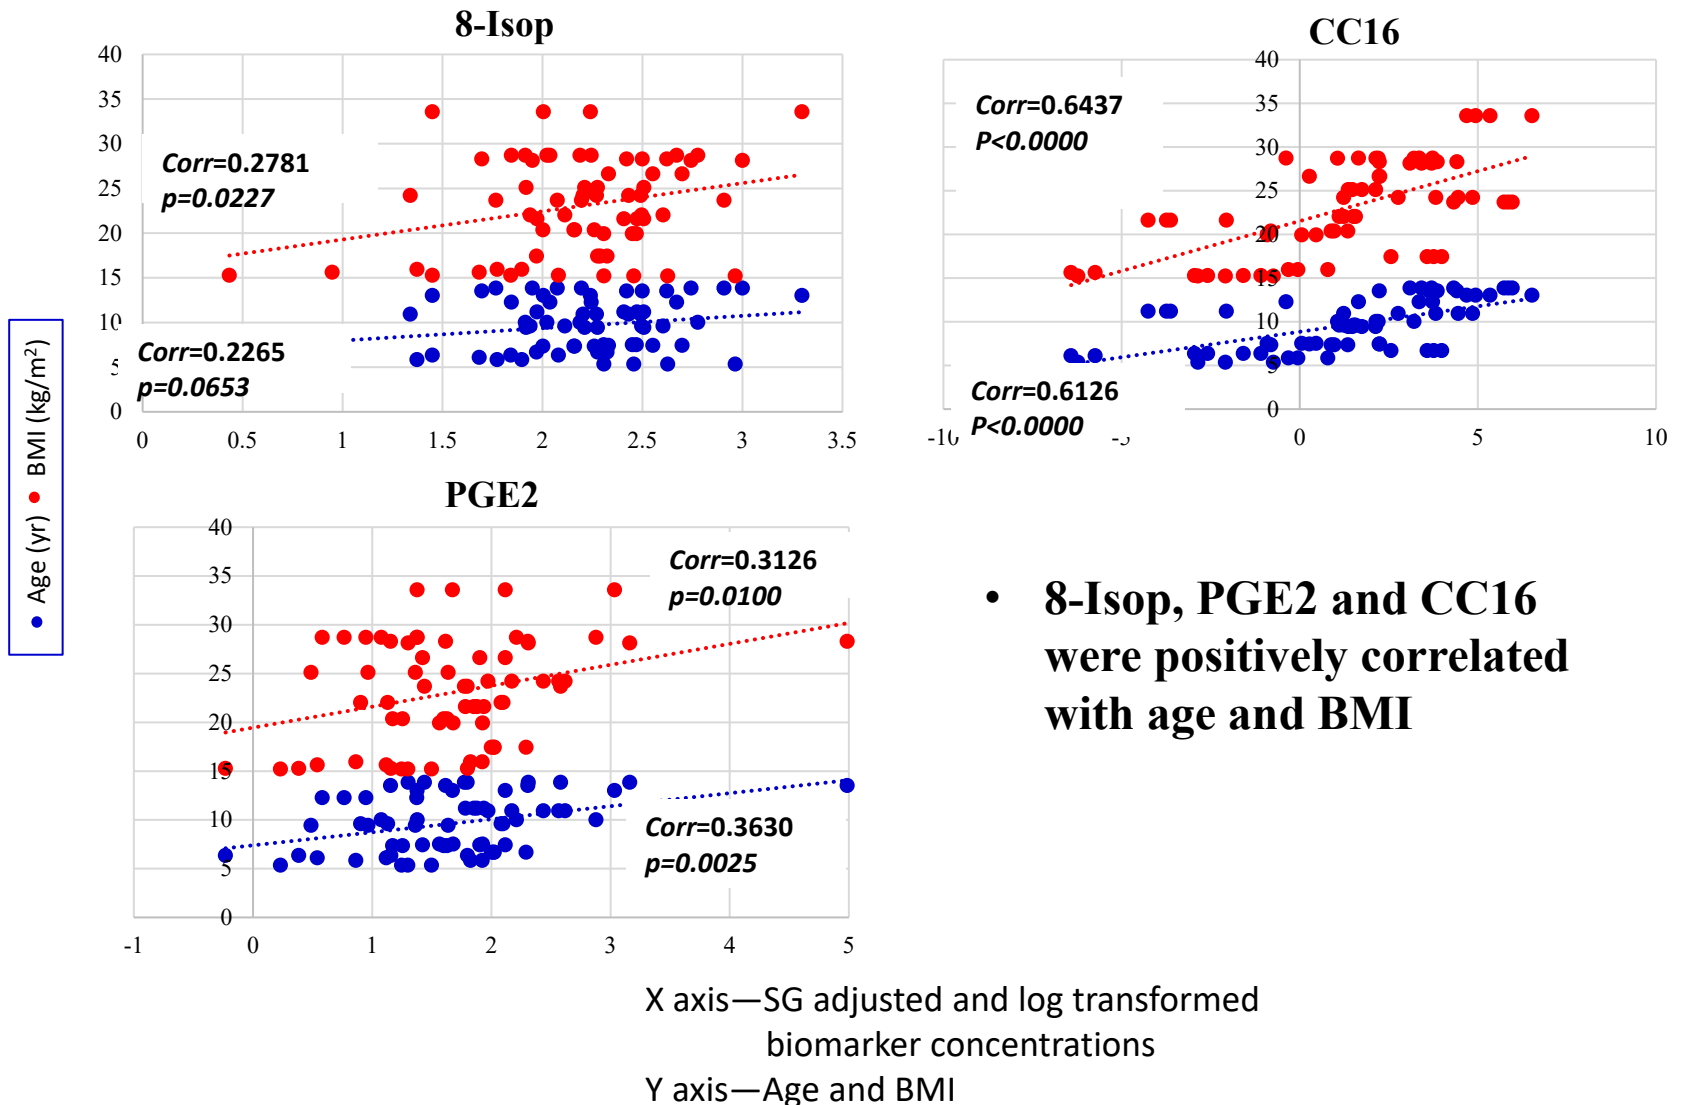 8-Isop
40
35
30
25
20
15
10
5
0
0
0.5
1
1.5
2
2.5
3
3.5
Corr=0.2781
p=0.0227
Corr=0.2265
p=0.0653
CC16
40
35
30
25
20
15
10
5
0
-10
-5
0
5
10
Corr=0.6437
P<0.0000
Corr=0.6126
P<0.0000
• Age (yr) • BMI (kg/m²)
PGE2
40
35
30
25
20
15
10
5
0
-1
0
1
2
3
4
5
Corr=0.3126
p=0.0100
Corr=0.3630
p=0.0025
• 8-Isop, PGE2 and CC16
were positively correlated
with age and BMI
X axis—SG adjusted and log transformed
biomarker concentrations
Y axis—Age and BMI